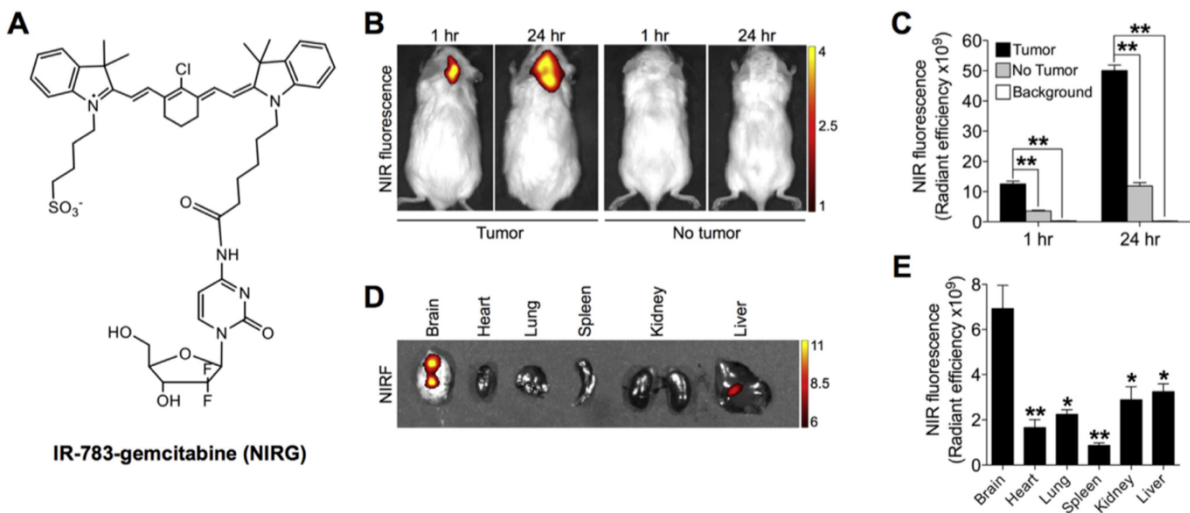 A
Cl
N
+
N
SO3-
O
NH
N
N
O
HO
O
F
F
OH
IR-783-gemcitabine (NIRG)
B
1 hr
24 hr
1 hr
24 hr
NIR fluorescence
4
2.5
1
Tumor
No tumor
C
NIR fluorescence
(Radiant efficiency x10⁹)
60
50
40
30
20
10
0
Tumor
No Tumor
Background
**
**
**
**
1 hr
24 hr
D
Brain
Heart
Lung
Spleen
Kidney
Liver
NIRF
11
8.5
6
E
NIR fluorescence
(Radiant efficiency x10⁹)
8
6
4
2
0
**
*
**
*
*
Brain
Heart
Lung
Spleen
Kidney
Liver